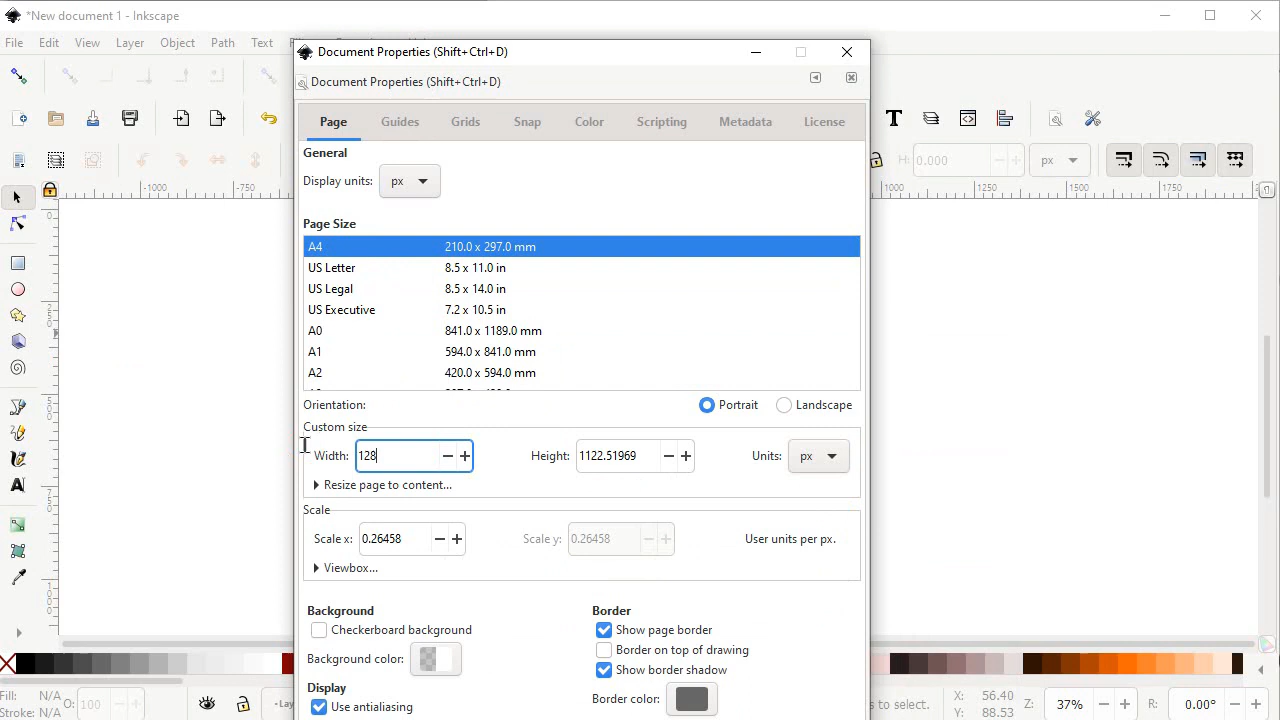 *New document 1 - Inkscape
File Edit View Layer Object Path Text
Document Properties (Shift+Ctrl+D)
Document Properties (Shift+Ctrl+D)
Page Guides Grids Snap Color Scripting Metadata License
General
Display units: px
H: 0.000 px
-1000 -750 1000 1250 1500 1750
0
250
500
750
1000
Page Size
A4 210.0 x 297.0 mm
US Letter 8.5 x 11.0 in
US Legal 8.5 x 14.0 in
US Executive 7.2 x 10.5 in
A0 841.0 x 1189.0 mm
A1 594.0 x 841.0 mm
A2 420.0 x 594.0 mm
Orientation: Portrait Landscape
Custom size
Width: 128 Height: 1122.51969 Units: px
Resize page to content...
Scale
Scale x: 0.26458 Scale y: 0.26458 User units per px.
Viewbox...
Background Border
Checkerboard background Show page border
Border on top of drawing
Background color: Show border shadow
Display Border color:
Use antialiasing
Fill: N/A
Stroke: N/A
O: 100
to select.
X: 56.40
Y: 88.53
Z: 37% R: 0.00°